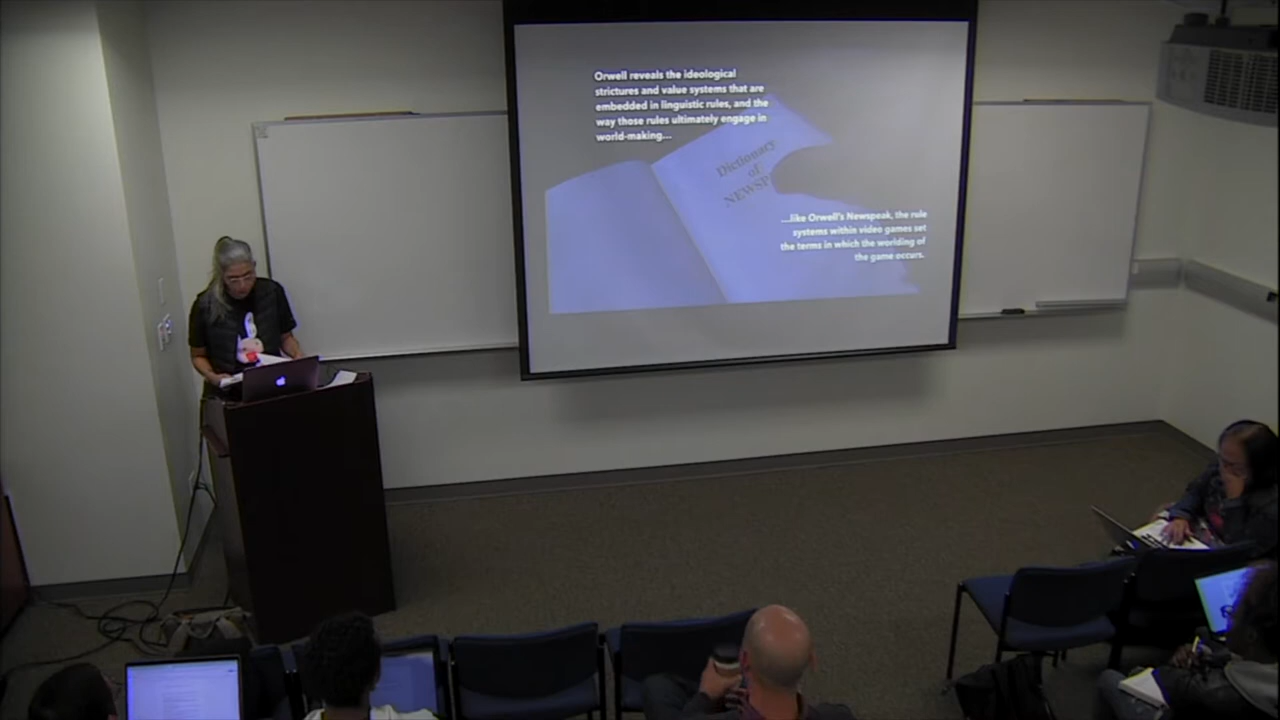 Orwell reveals the ideological
strictures and value systems that are
embedded in linguistic rules, and the
way those rules ultimately engage in
world-making...
Dictionary
of
NEWSP
...like Orwell's Newspeak, the rule
systems within video games set
the terms in which the worlding of
the game occurs.